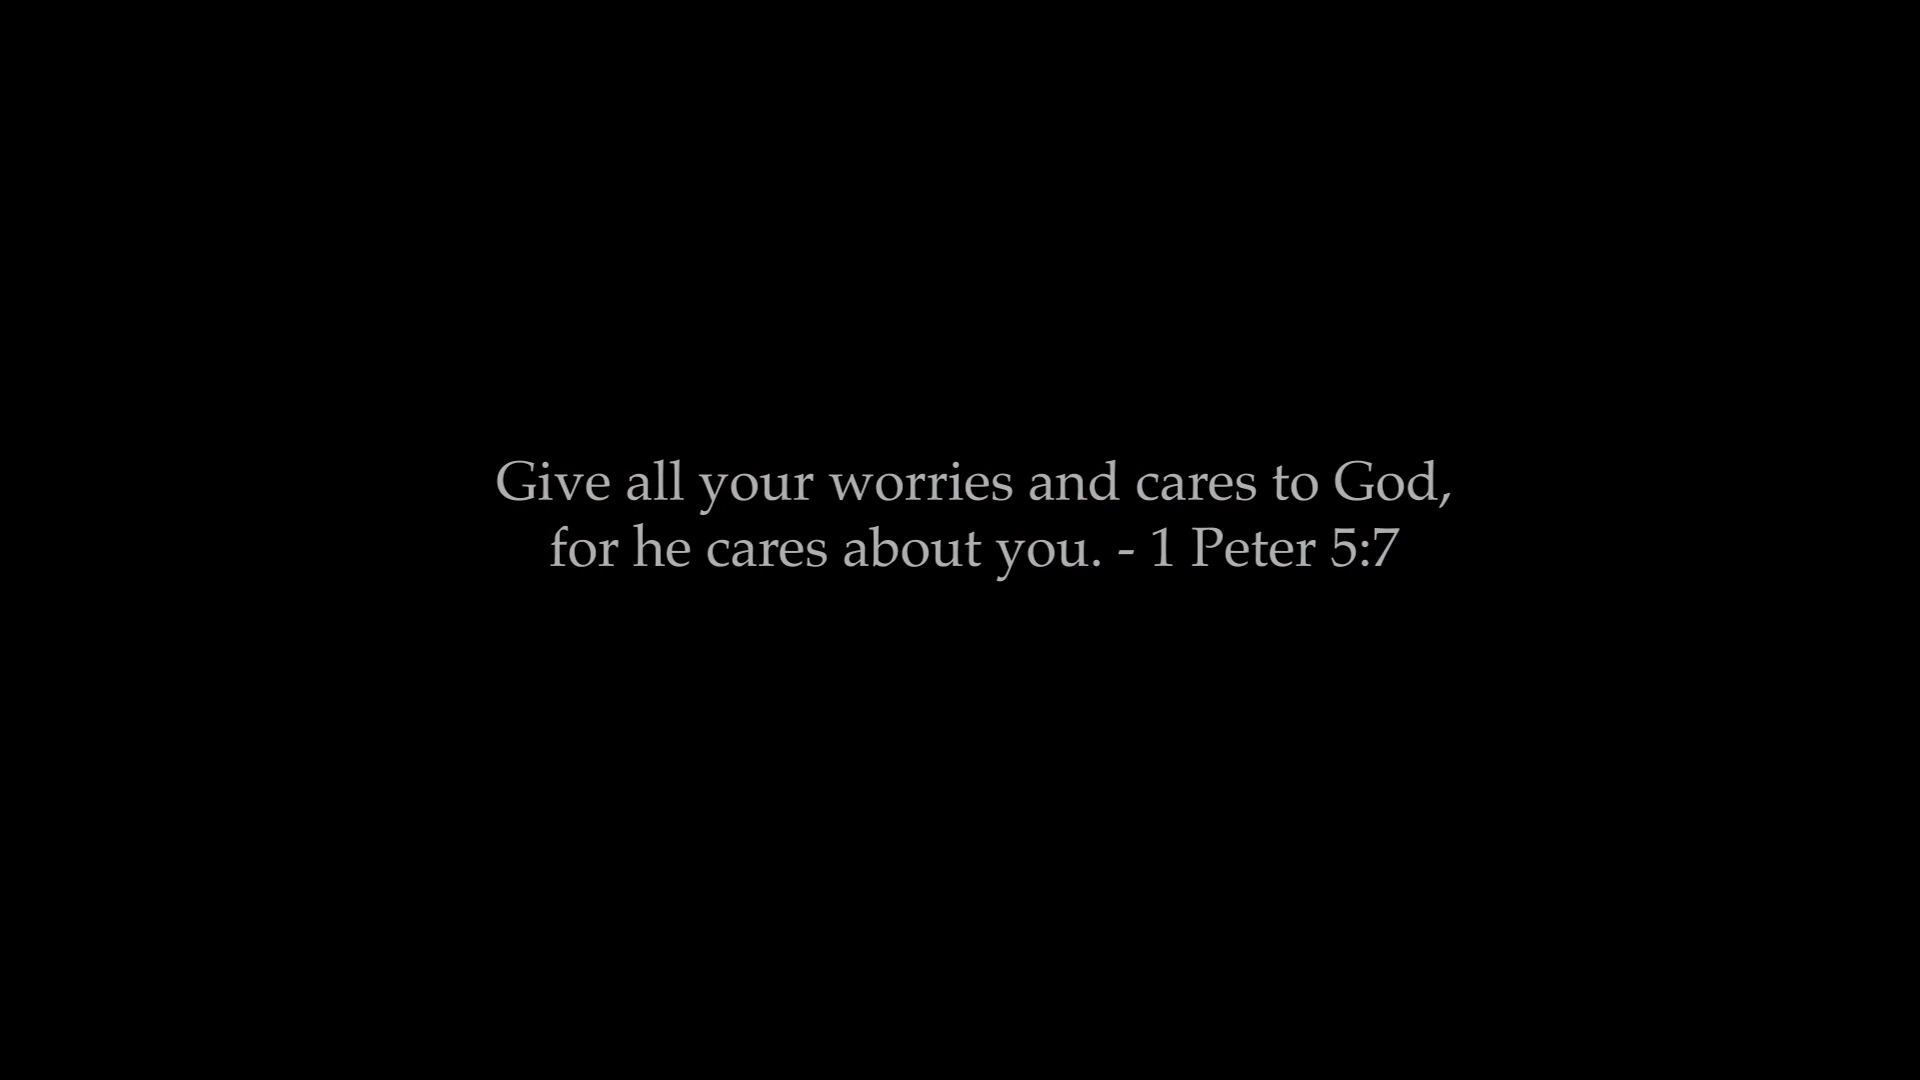 Give all your worries and cares to God,
for he cares about you. - 1 Peter 5:7